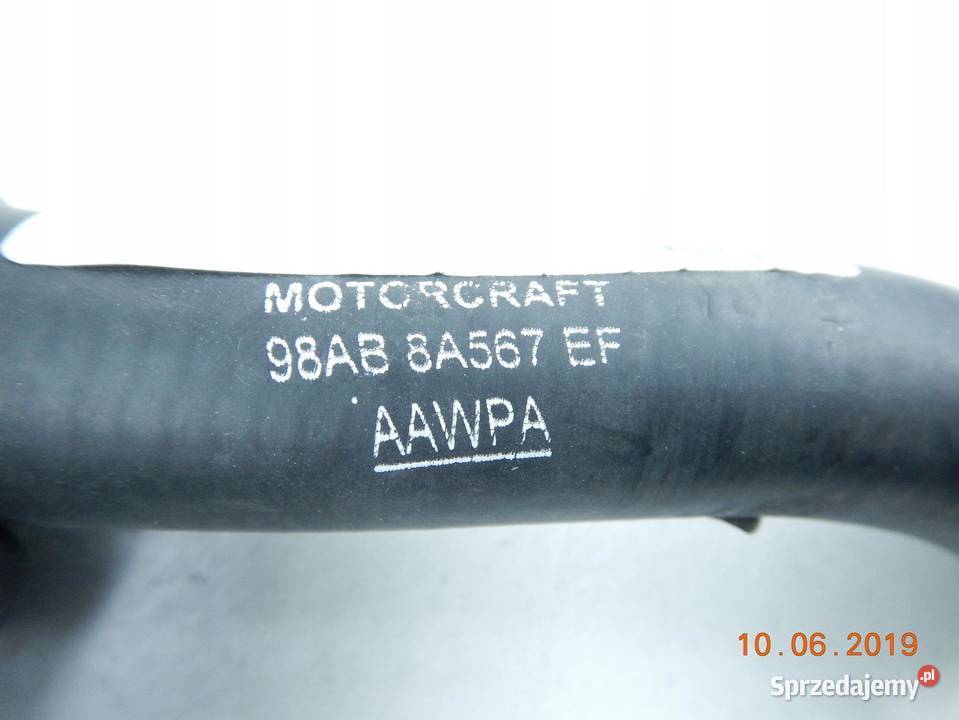 MOTORCRAFT
98AB 8A567 EF
AAWPA
10.06.2019
Sprzedajemy.pl